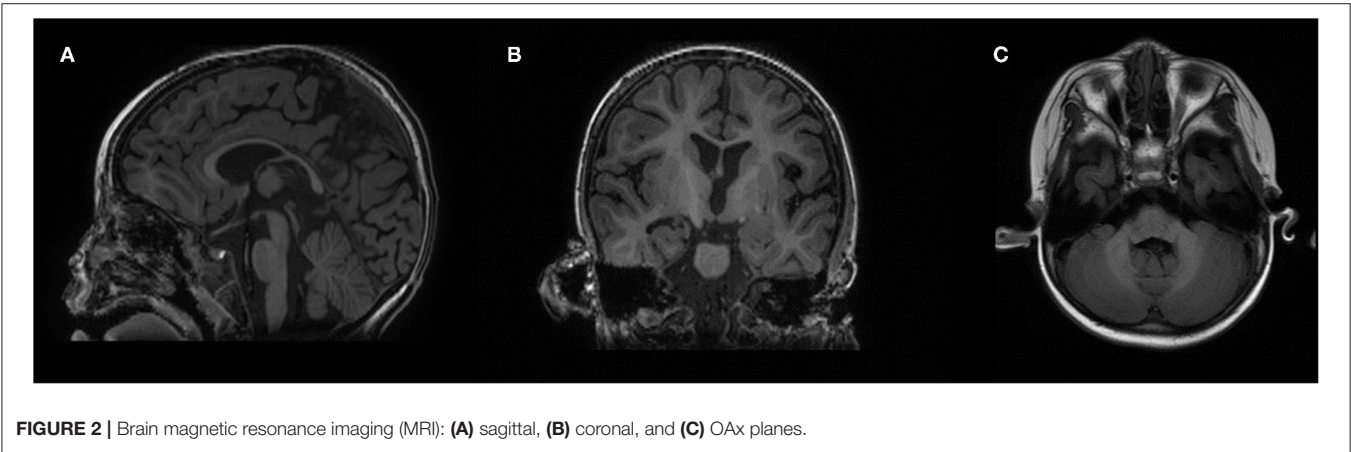 A
B
C
FIGURE 2 | Brain magnetic resonance imaging (MRI): (A) sagittal, (B) coronal, and (C) OAx planes.